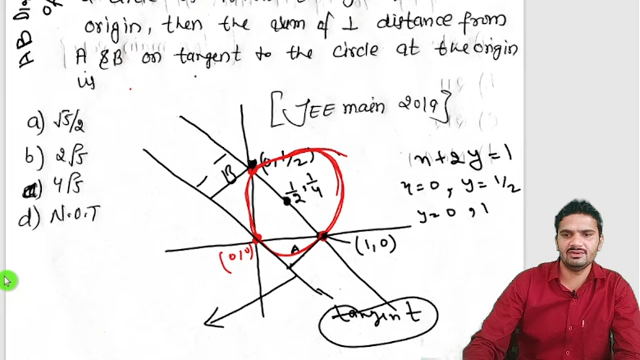 origin, then the sum of ⊥ distance from
A & B on tangent to the circle at the origin
is
[JEE main 2019]
a) √5/2
b) 2√5
4√5
d) N.O.T
(0,1/2)
B
1/2, 1/4
x+2y=1
x=0, y=1/2
y=0, 1
A
(0,0)
(1,0)
tangent